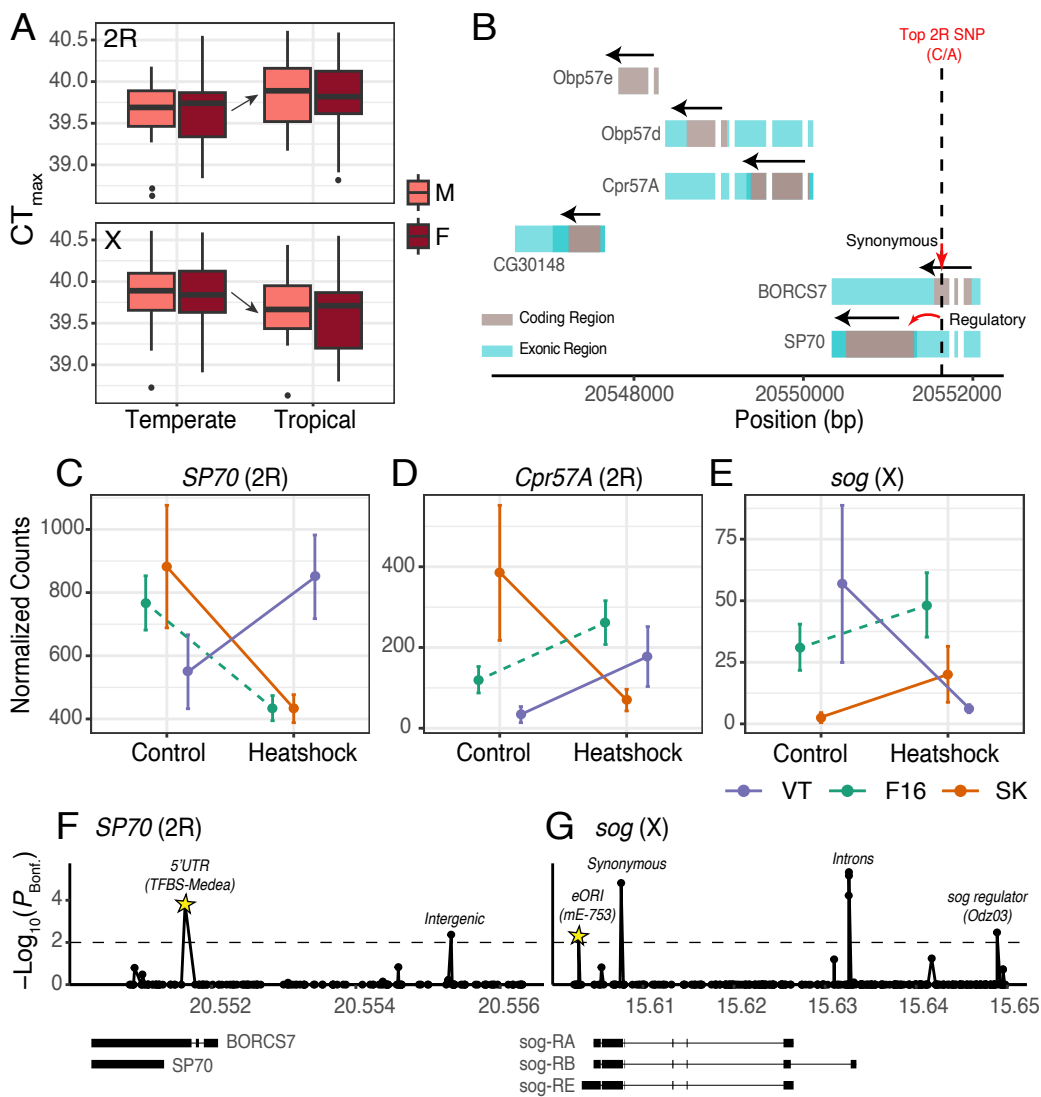 A
2R
40.5
40.0
39.5
39.0
X
40.5
40.0
39.5
39.0
CTmax
Temperate
Tropical
M
F
B
Top 2R SNP
(C/A)
Obp57e
Obp57d
Cpr57A
CG30148
Synonymous
BORCS7
Regulatory
SP70
Coding Region
Exonic Region
20548000
20550000
20552000
Position (bp)
C
SP70 (2R)
Normalized Counts
1000
800
600
400
Control
Heatshock
D
Cpr57A (2R)
400
200
0
Control
Heatshock
E
sog (X)
75
50
25
0
Control
Heatshock
VT
F16
SK
F
SP70 (2R)
−Log10(PBonf.)
4
2
0
5'UTR
(TFBS-Medea)
Intergenic
20.552
20.554
20.556
BORCS7
SP70
G
sog (X)
eORI
(mE-753)
Synonymous
Introns
sog regulator
(Odz03)
15.61
15.62
15.63
15.64
15.65
sog-RA
sog-RB
sog-RE